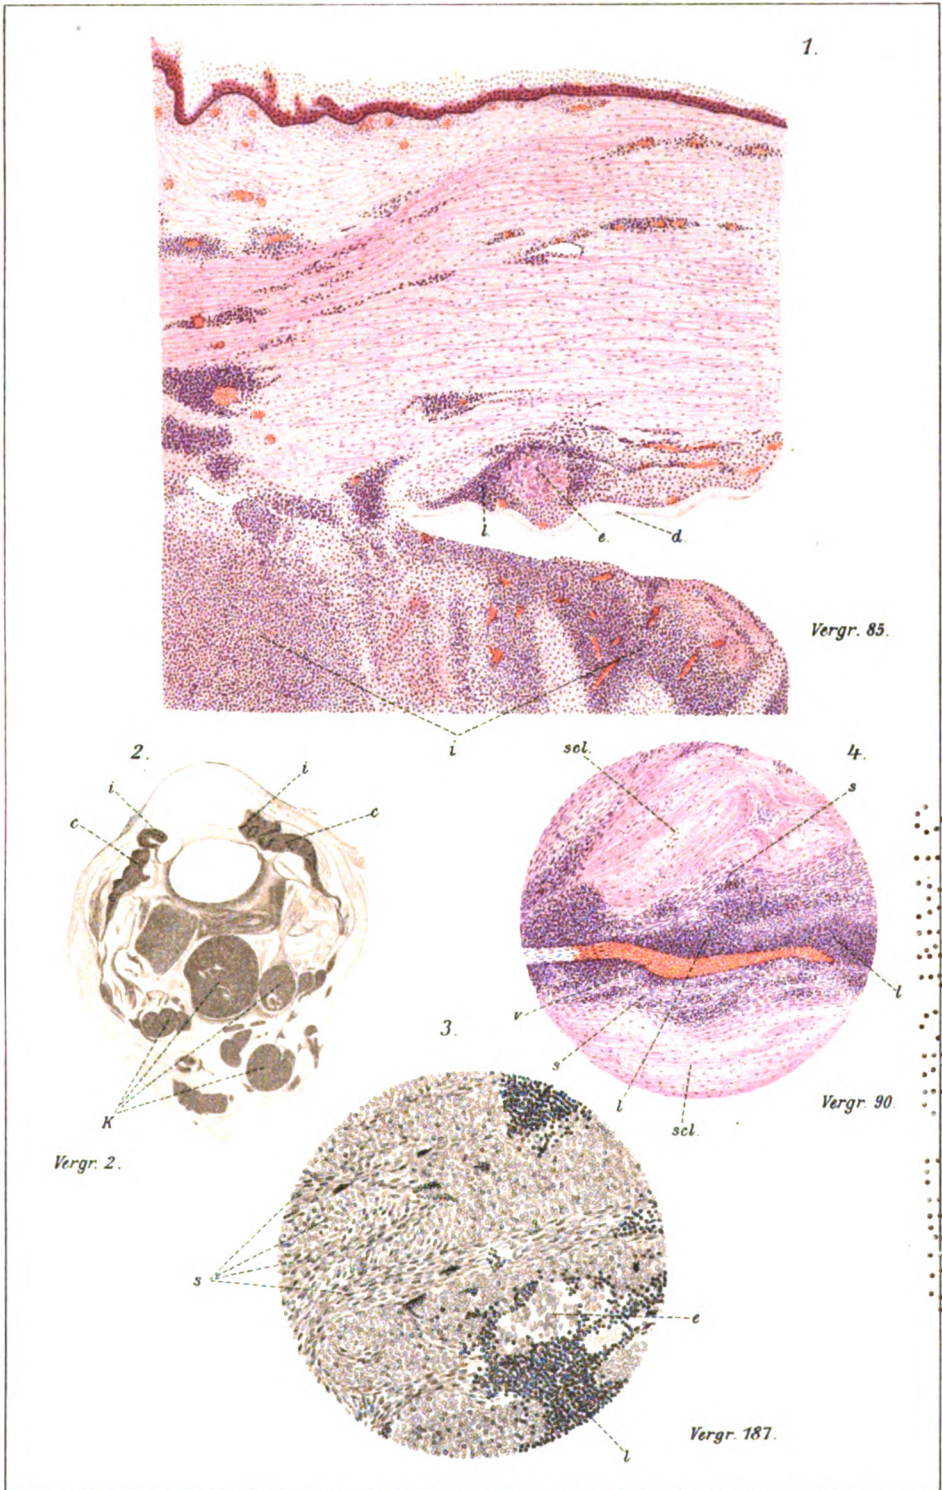 1.
l.
e.
d.
Vergr. 85.
i
2.
i
i
c
c
K
Vergr. 2.
scl.
4.
s
l
v
s
l
scl.
Vergr. 90.
3.
s
e
l
Vergr. 187.